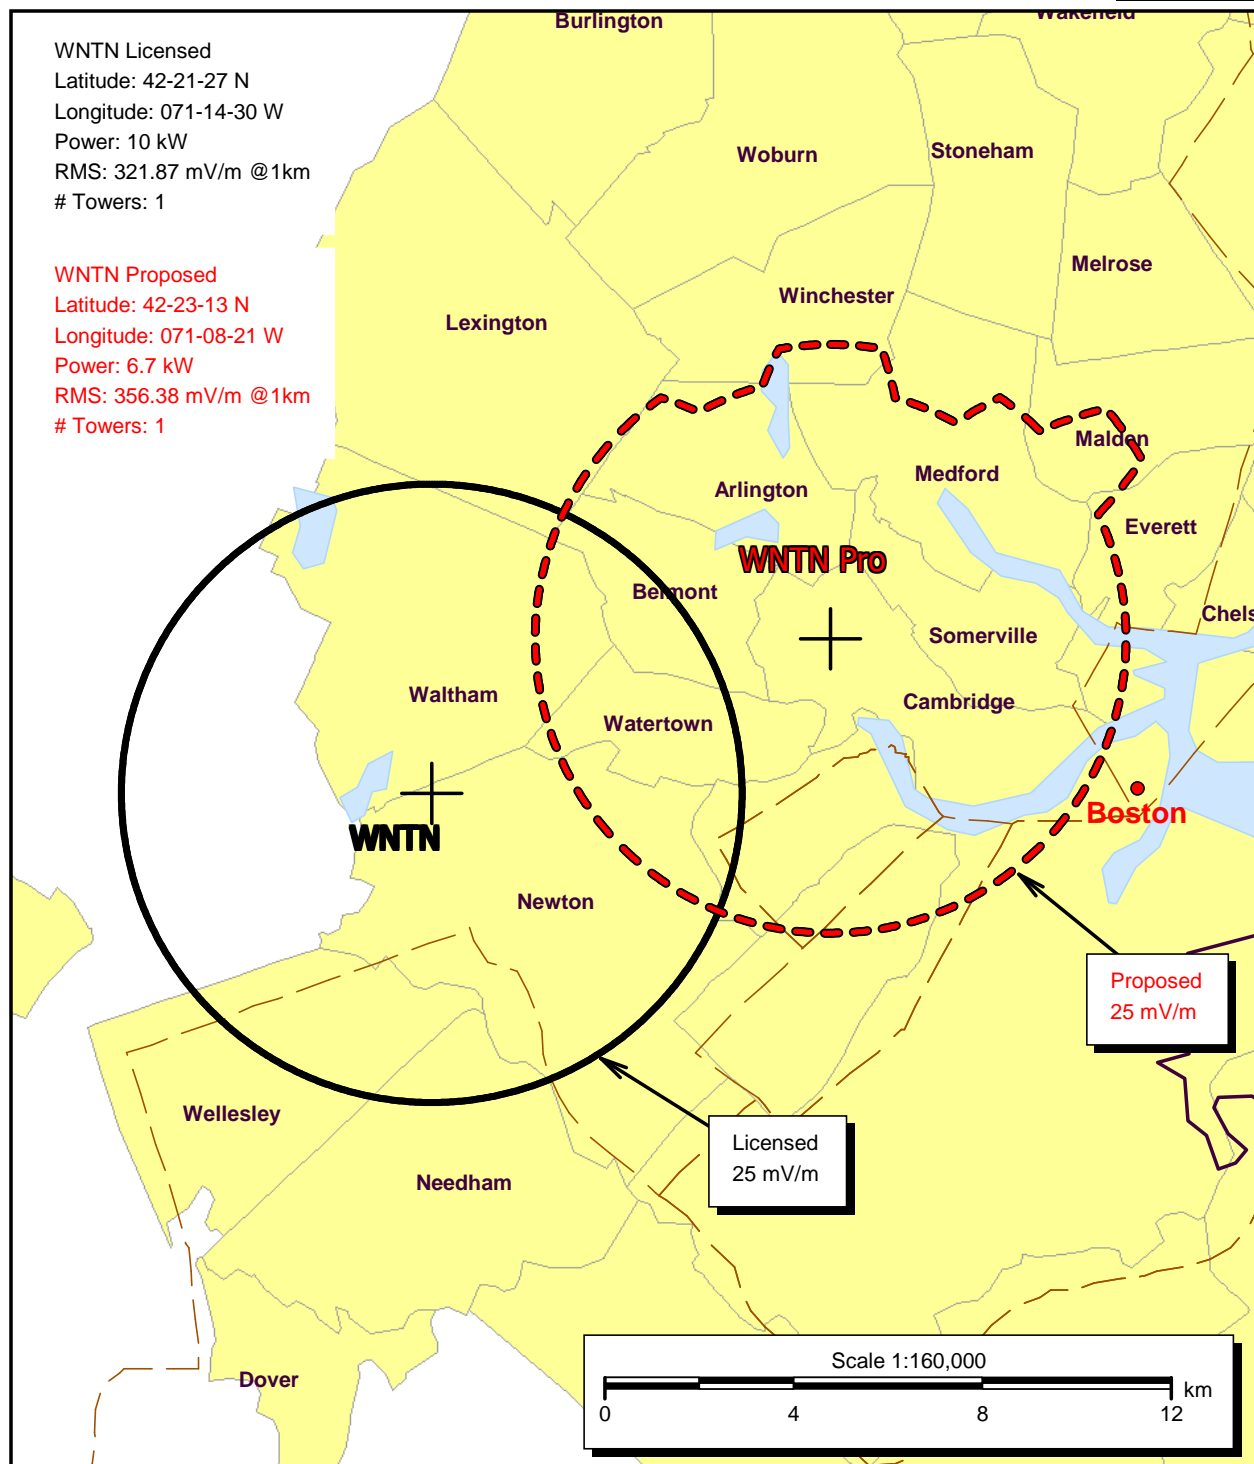 Burlington
Wakefield
WNTN Licensed
Latitude: 42-21-27 N
Longitude: 071-14-30 W
Power: 10 kW
RMS: 321.87 mV/m @1km
# Towers: 1
Woburn
Stoneham
WNTN Proposed
Latitude: 42-23-13 N
Longitude: 071-08-21 W
Power: 6.7 kW
RMS: 356.38 mV/m @1km
# Towers: 1
Melrose
Winchester
Lexington
Malden
Medford
Arlington
Everett
WNTN Pro
Belmont
Chels
Somerville
Waltham
Cambridge
Watertown
Boston
WNTN
Newton
Proposed
25 mV/m
Wellesley
Licensed
25 mV/m
Needham
Dover
Scale 1:160,000
km
0 4 8 12